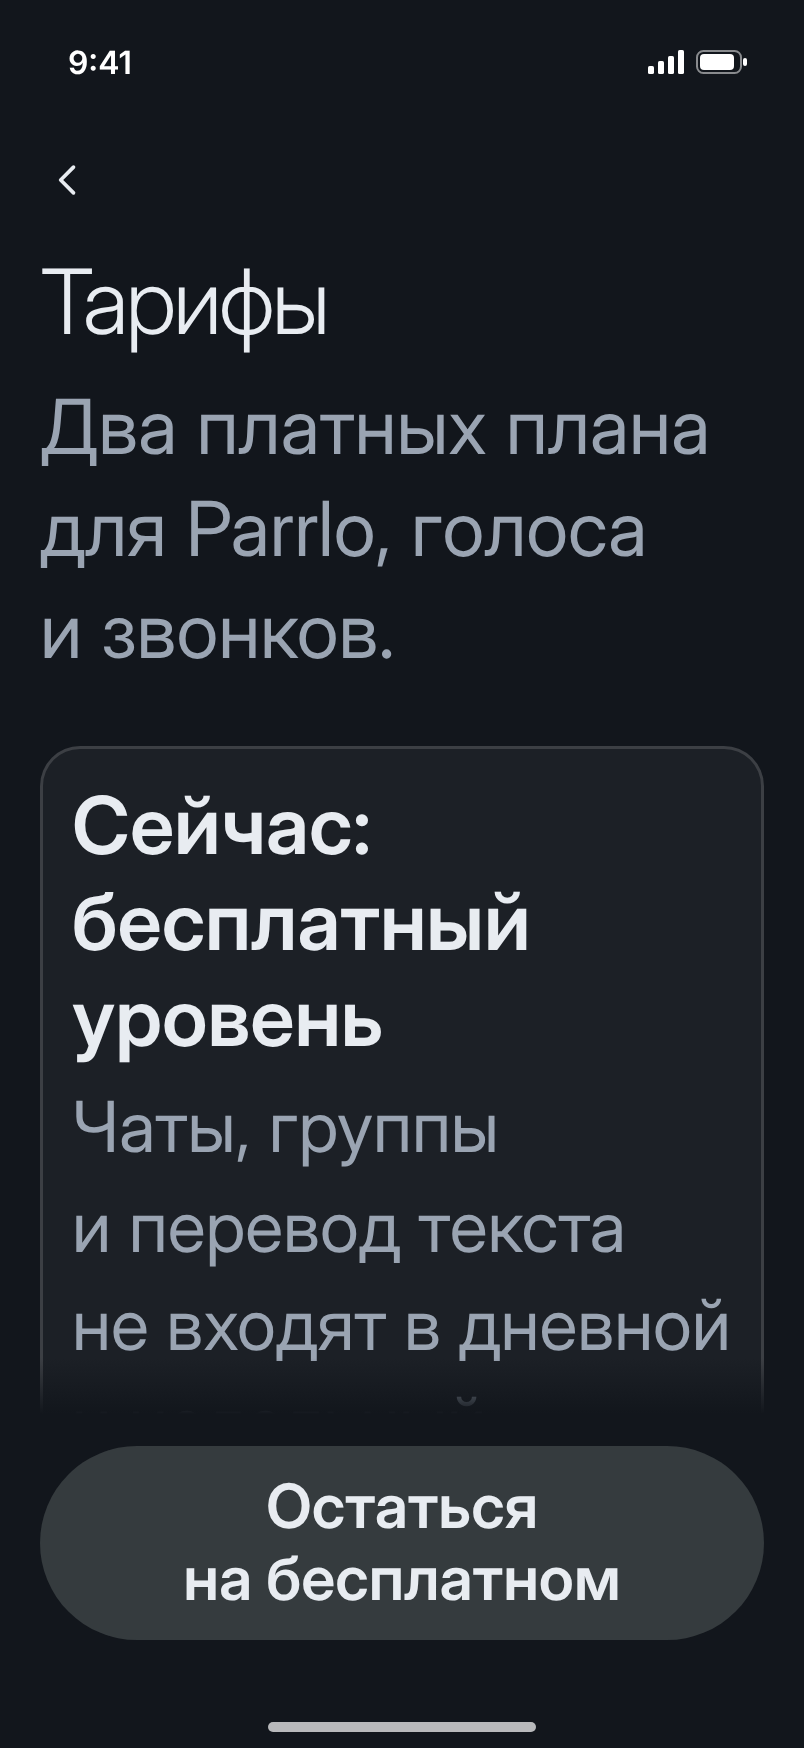 9:41
Тарифы
Два платных плана
для Parrlo, голоса
и звонков.
Сейчас:
бесплатный
уровень
Чаты, группы
и перевод текста
не входят в дневной
Остаться
на бесплатном